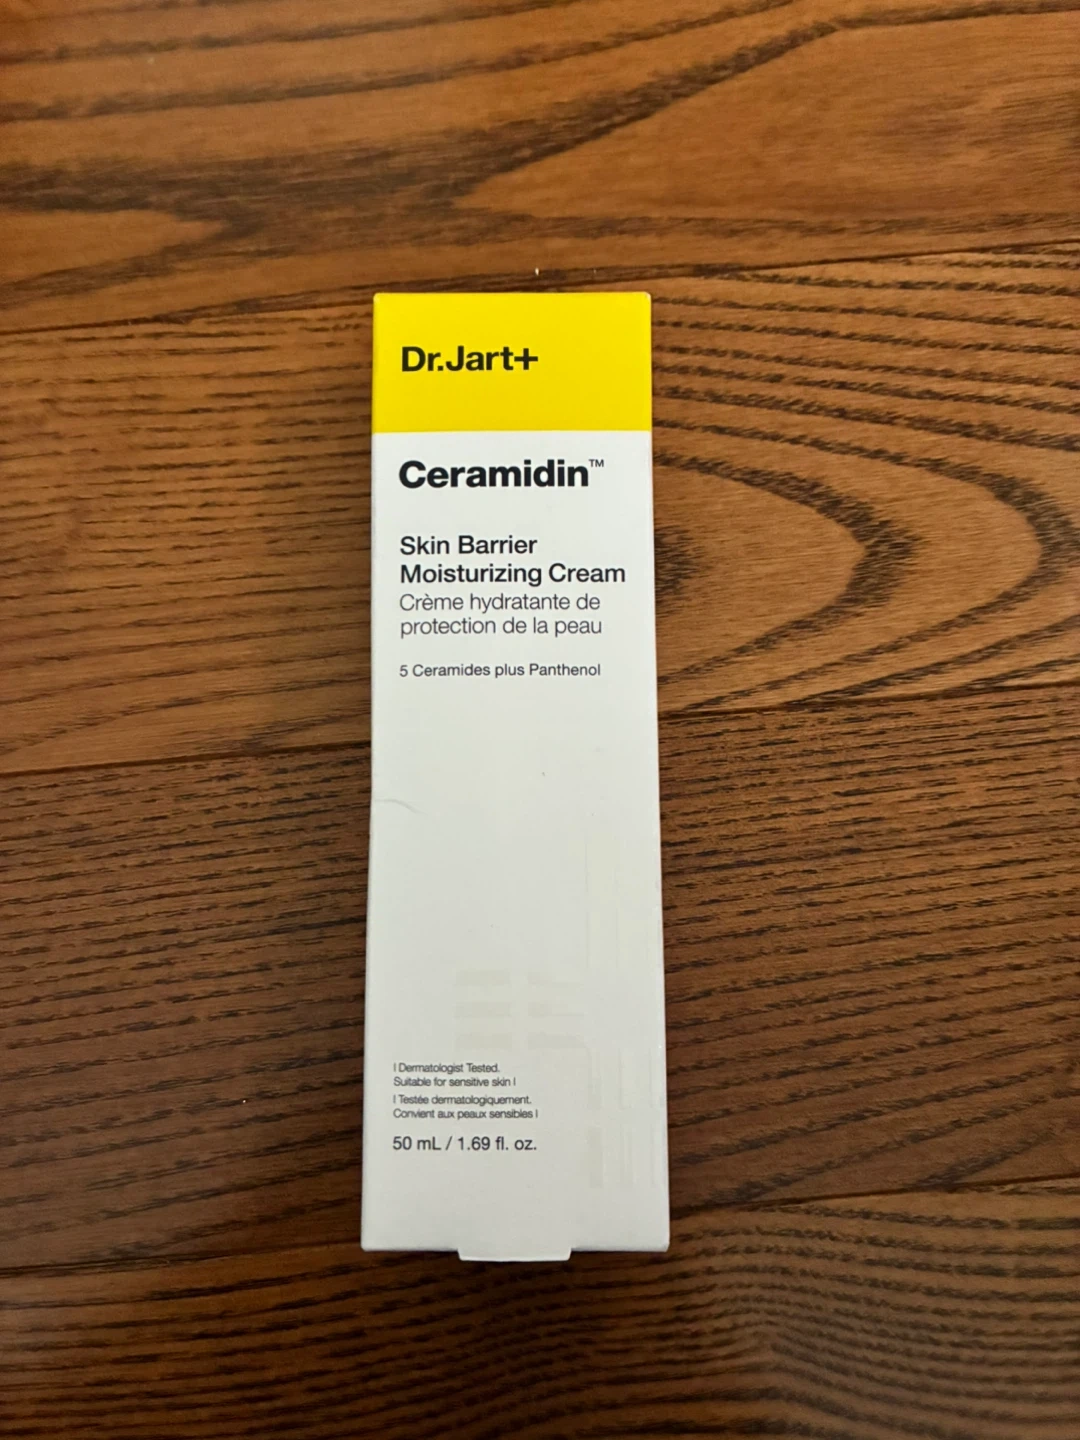 Dr.Jart+
Ceramidin™
Skin Barrier
Moisturizing Cream
Crème hydratante de
protection de la peau
5 Ceramides plus Panthenol
| Dermatologist Tested.
Suitable for sensitive skin |
| Testée dermatologiquement.
Convient aux peaux sensibles |
50 mL / 1.69 fl. oz.